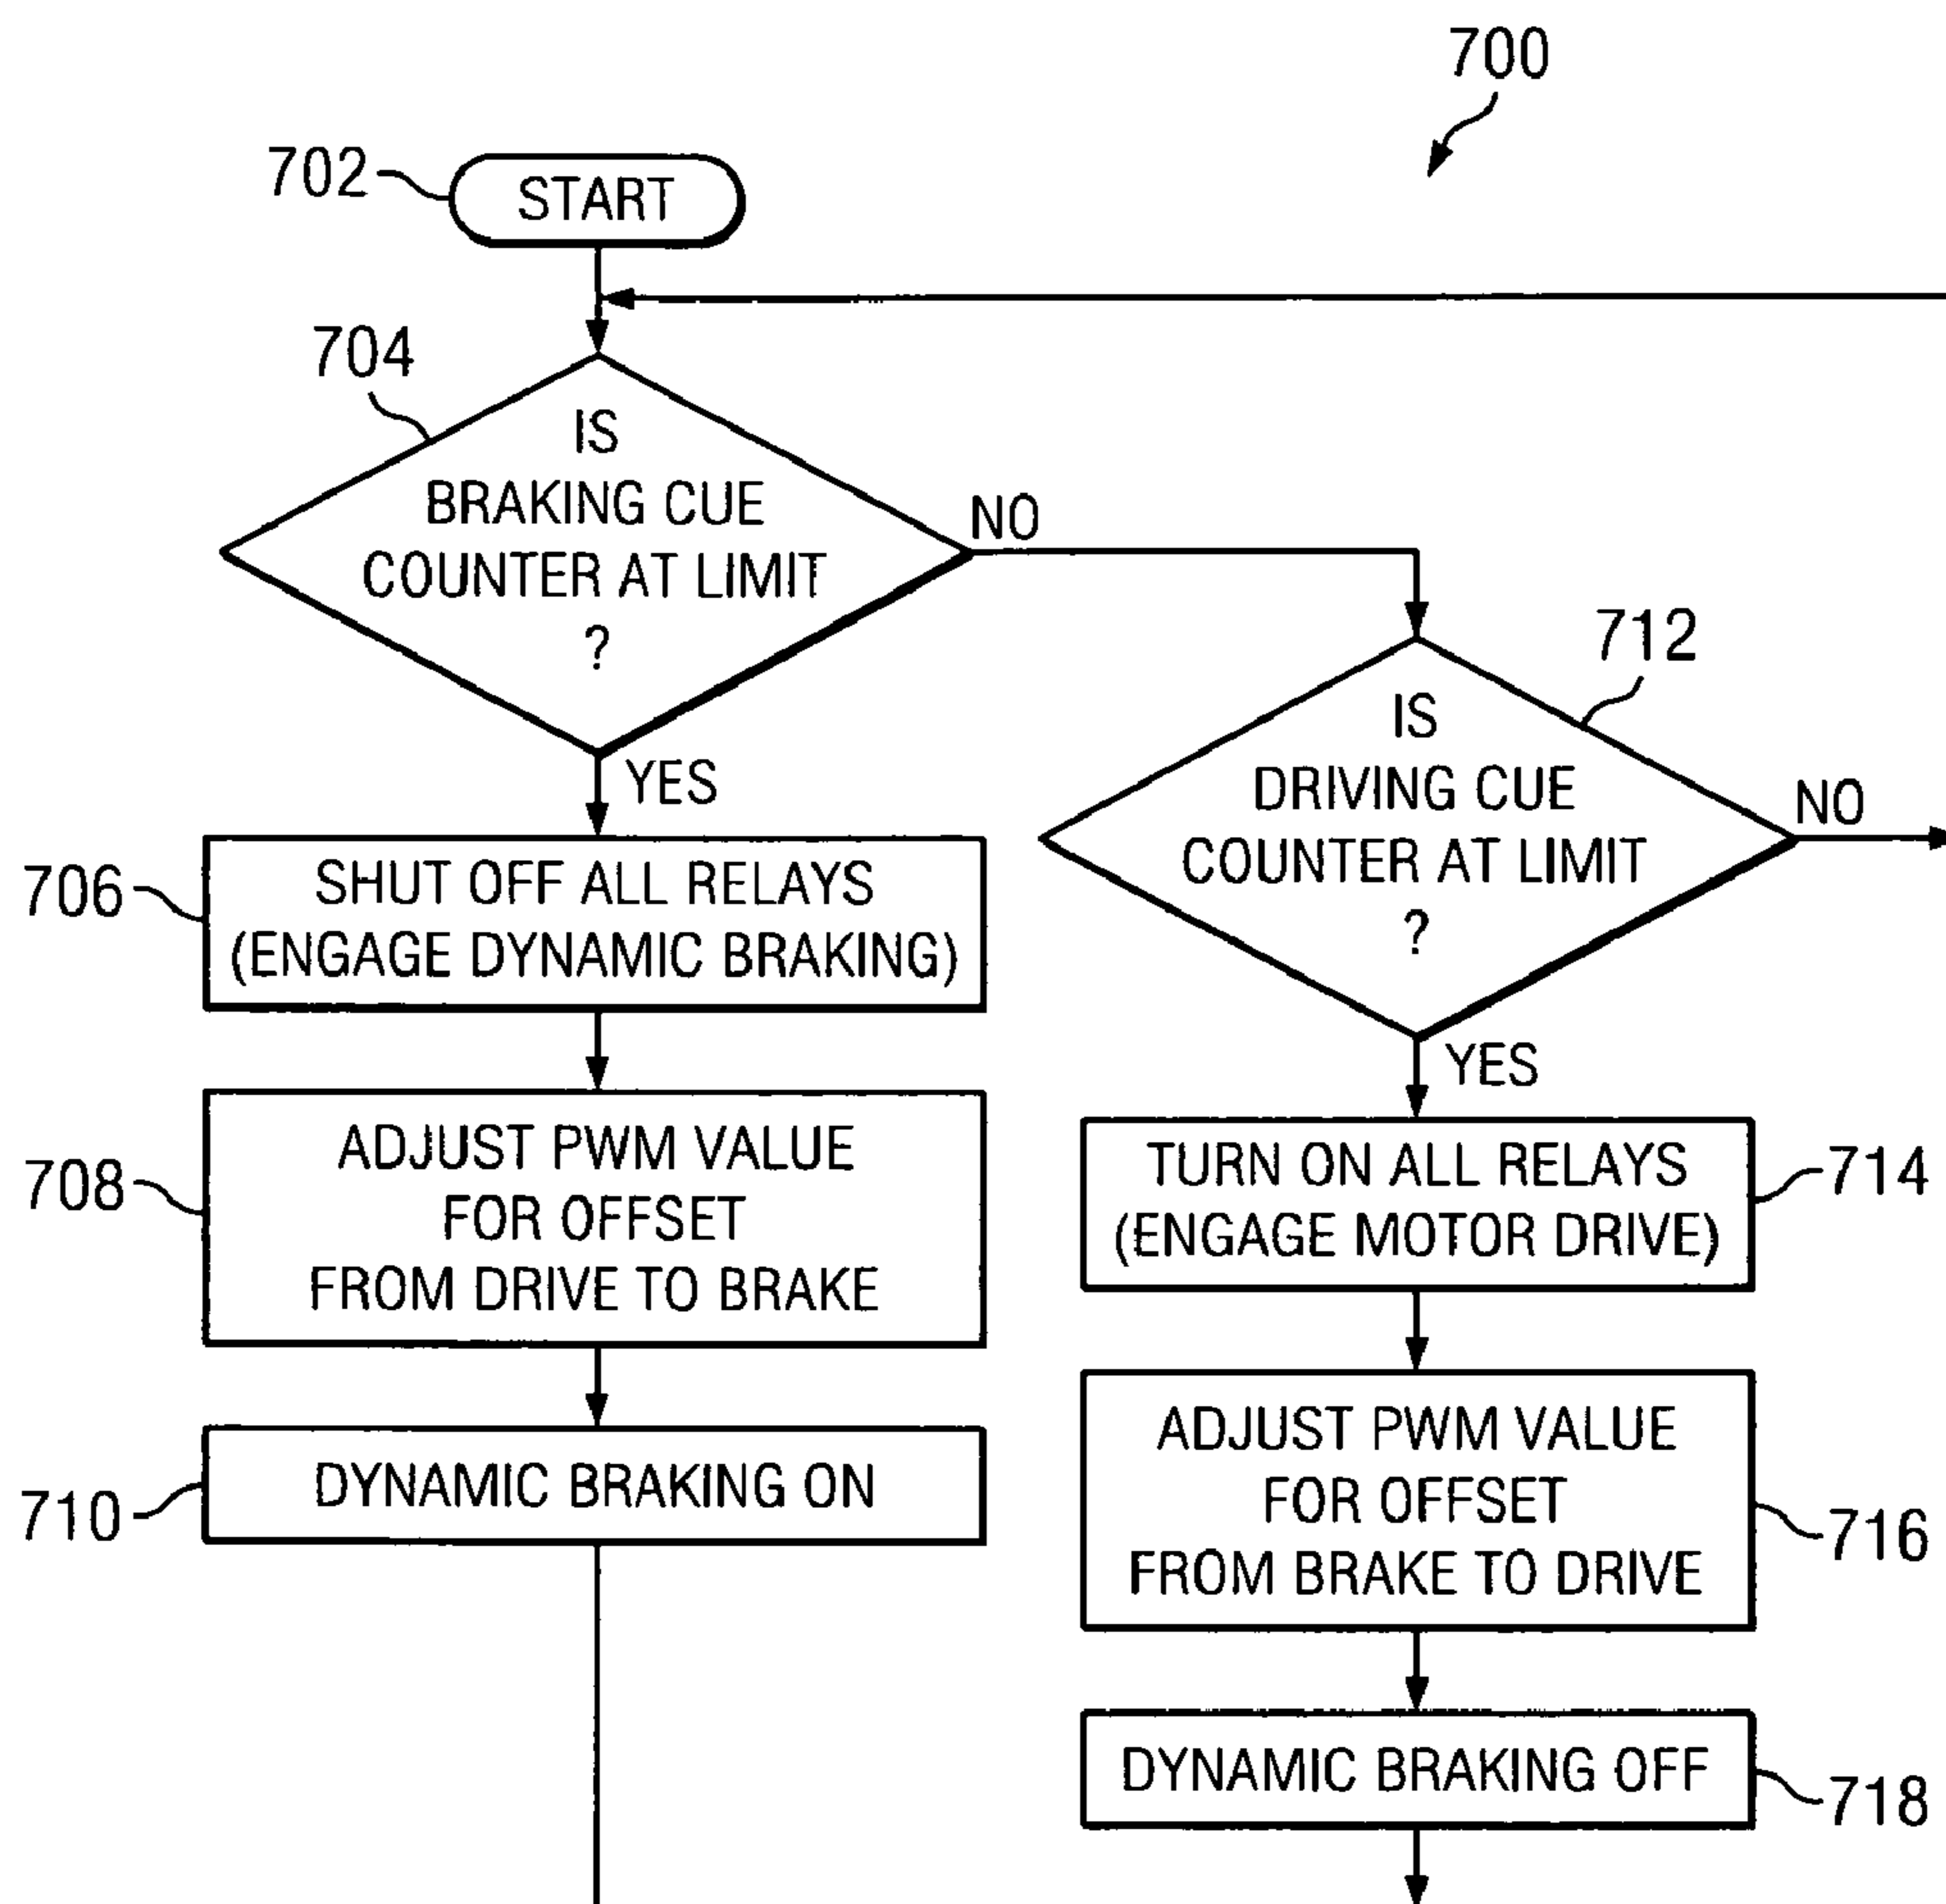 700
702
START
704
IS
BRAKING CUE
COUNTER AT LIMIT
?
NO
YES
706
SHUT OFF ALL RELAYS
(ENGAGE DYNAMIC BRAKING)
708
ADJUST PWM VALUE
FOR OFFSET
FROM DRIVE TO BRAKE
710
DYNAMIC BRAKING ON
712
IS
DRIVING CUE
COUNTER AT LIMIT
?
NO
YES
TURN ON ALL RELAYS
(ENGAGE MOTOR DRIVE)
714
ADJUST PWM VALUE
FOR OFFSET
FROM BRAKE TO DRIVE
716
DYNAMIC BRAKING OFF
718